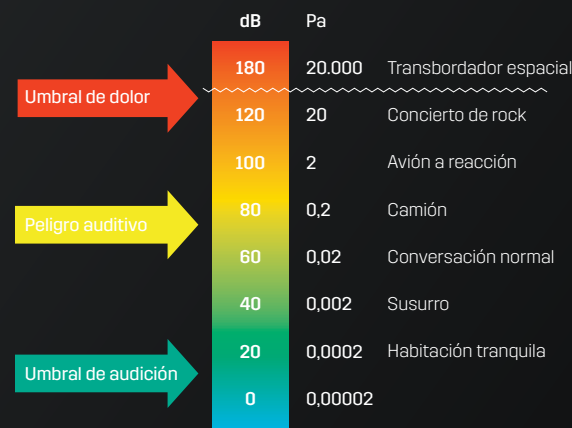 dB Pa
180 20.000 Transbordador espacial
Umbral de dolor
120 20 Concierto de rock
100 2 Avión a reacción
80 0,2 Camión
Peligro auditivo
60 0,02 Conversación normal
40 0,002 Susurro
20 0,0002 Habitación tranquila
Umbral de audición
0 0,00002